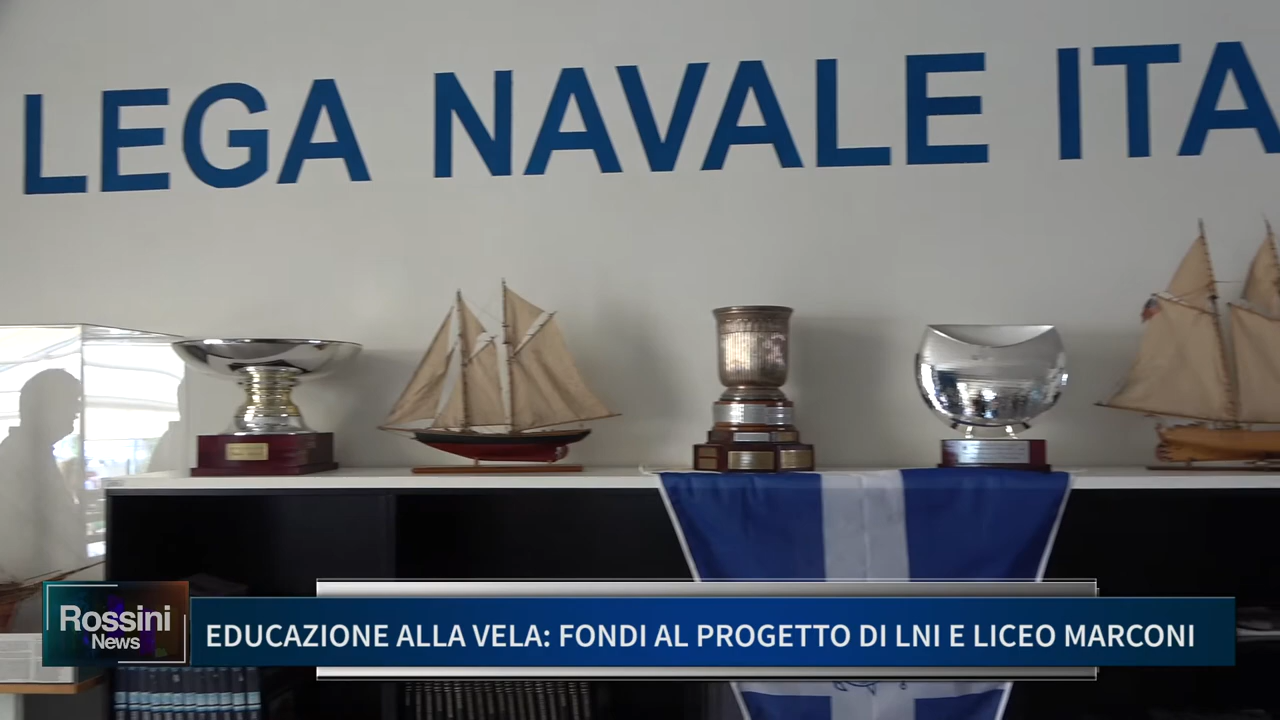 LEGA NAVALE ITA
Rossini
News
EDUCAZIONE ALLA VELA: FONDI AL PROGETTO DI LNI E LICEO MARCONI